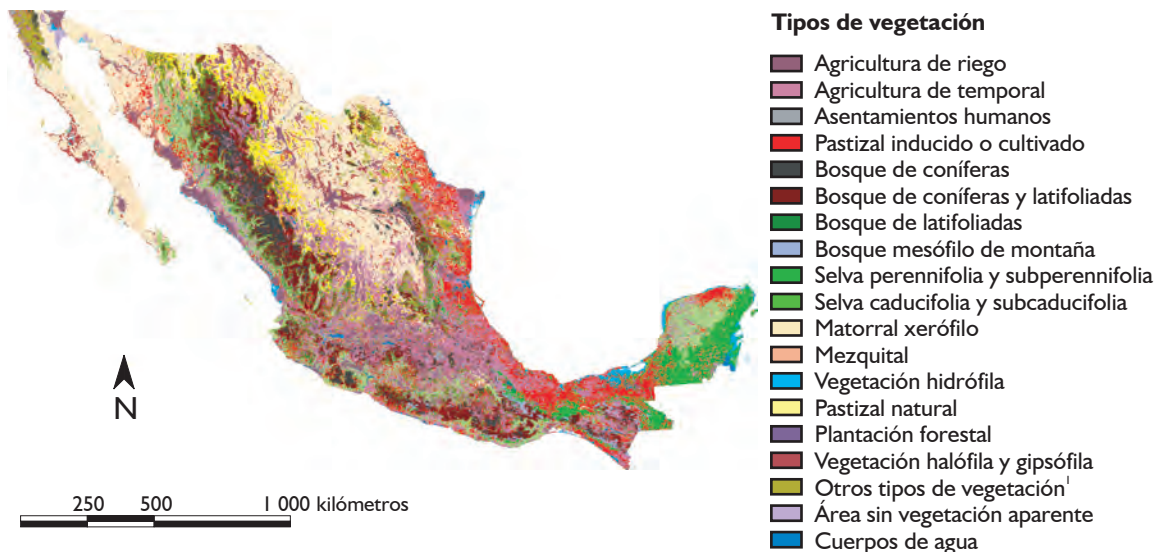 Tipos de vegetación
Agricultura de riego
Agricultura de temporal
Asentamientos humanos
Pastizal inducido o cultivado
Bosque de coníferas
Bosque de coníferas y latifoliadas
Bosque de latifoliadas
Bosque mesófilo de montaña
Selva perennifolia y subperennifolia
Selva caducifolia y subcaducifolia
Matorral xerófilo
Mezquital
Vegetación hidrófila
Pastizal natural
Plantación forestal
Vegetación halófila y gipsófila
Otros tipos de vegetación¹
Área sin vegetación aparente
Cuerpos de agua
N
250 500 1 000 kilómetros